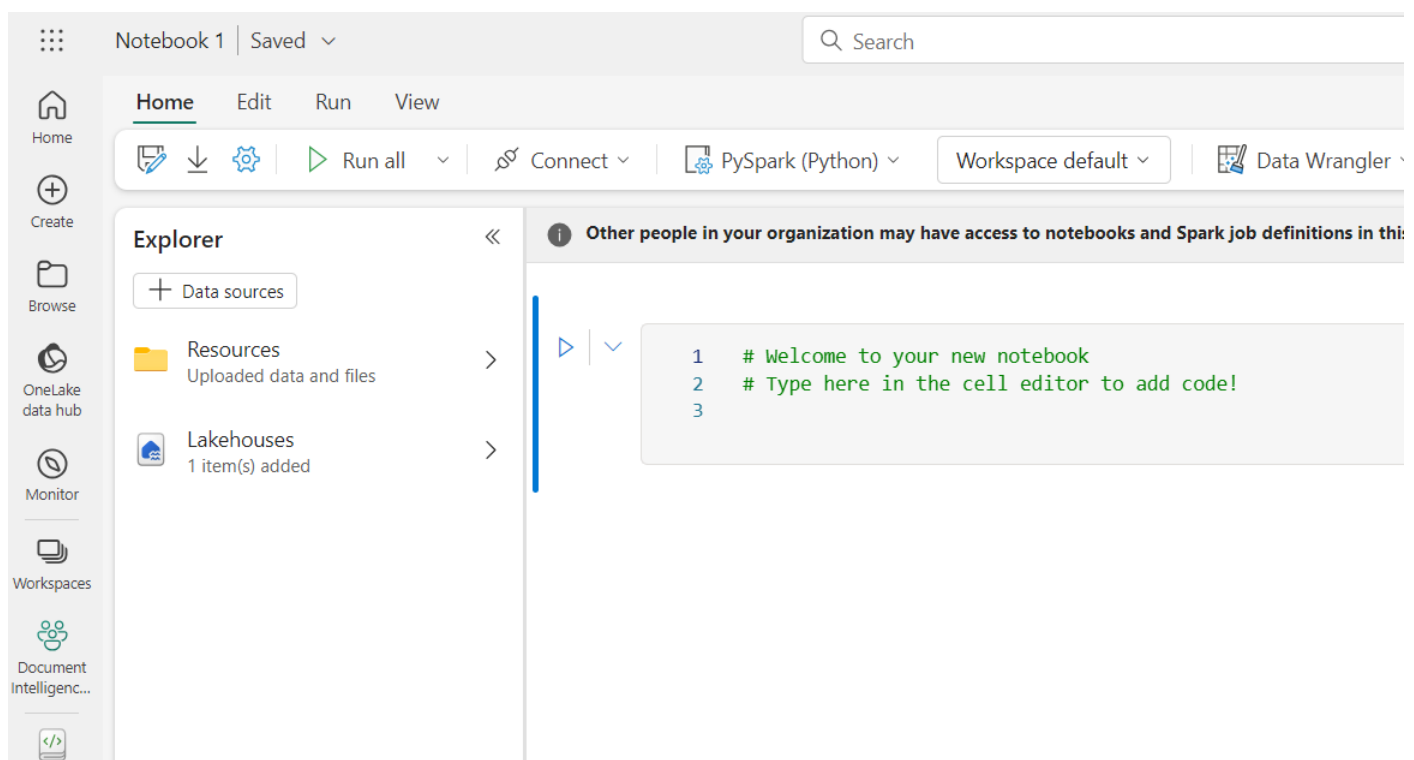 Notebook 1 Saved
Search
Home Edit Run View
Run all Connect PySpark (Python) Workspace default Data Wrangler
Home
Create
Browse
OneLake
data hub
Monitor
Workspaces
Document
Intelligenc...
Explorer
Data sources
Resources
Uploaded data and files
Lakehouses
1 item(s) added
Other people in your organization may have access to notebooks and Spark job definitions in this
1 # Welcome to your new notebook
2 # Type here in the cell editor to add code!
3